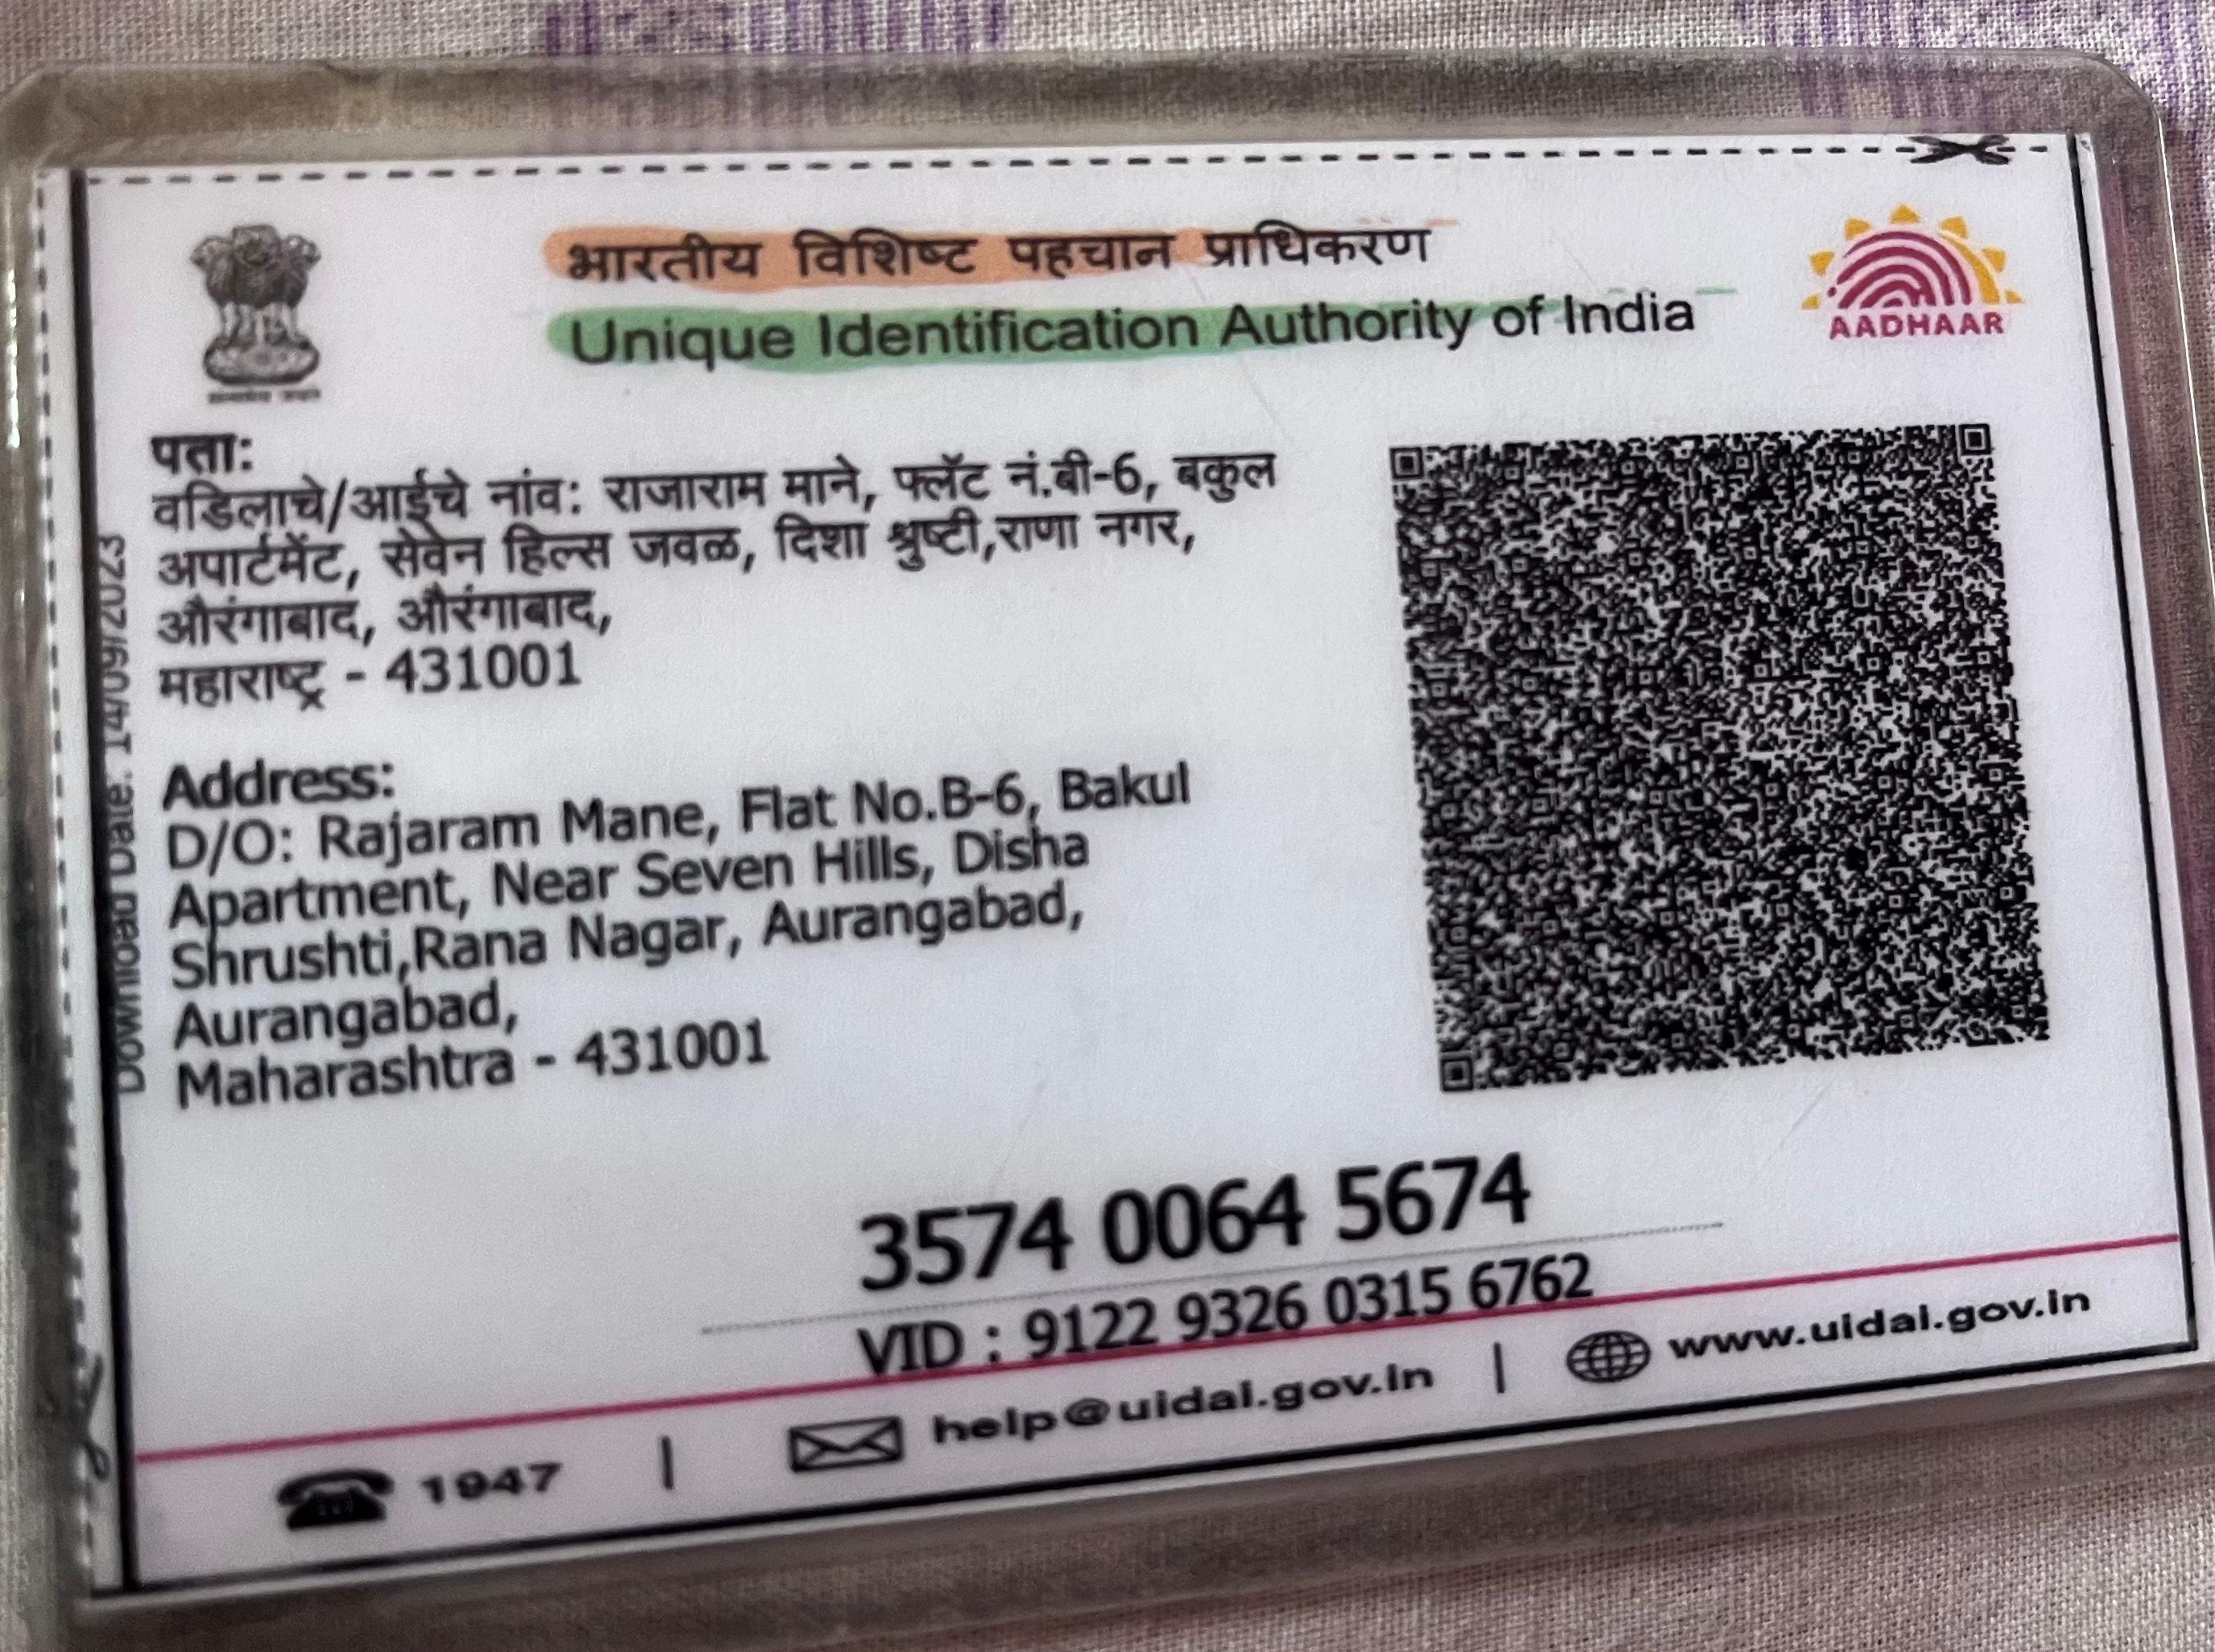 भारतीय विशिष्ट पहचान प्राधिकरण
Unique Identification Authority of India
AADHAAR
पता:
वडिलाचे/आईचे नांव: राजाराम माने, फ्लॅट नं.बी-6, बकुल
अपार्टमेंट, सेवेन हिल्स जवळ, दिशा श्रुष्टी,राणा नगर,
औरंगाबाद, औरंगाबाद,
महाराष्ट्र - 431001
Address:
D/O: Rajaram Mane, Flat No.B-6, Bakul
Apartment, Near Seven Hills, Disha
Shrushti,Rana Nagar, Aurangabad,
Aurangabad,
Maharashtra - 431001
Download Date: 14/09/2023
3574 0064 5674
VID : 9122 9326 0315 6762
1947 | help@uidai.gov.in | www.uidai.gov.in